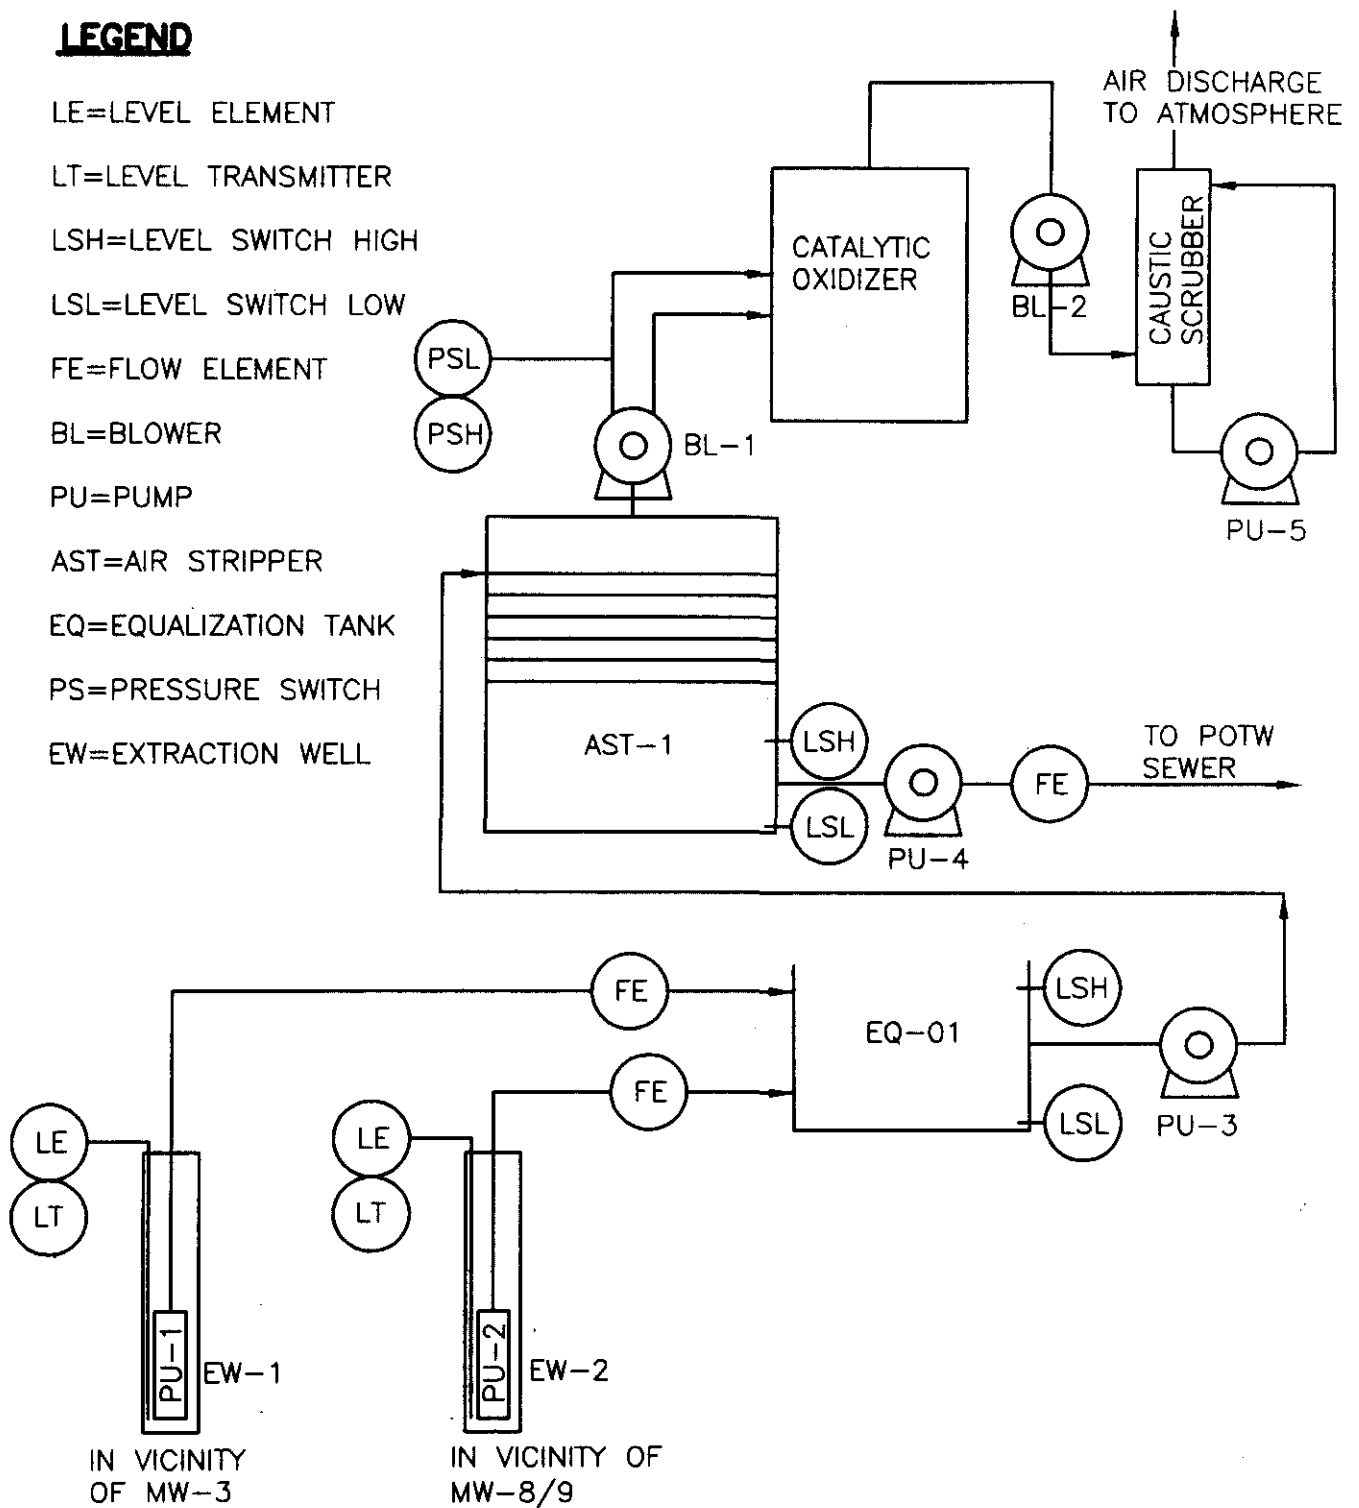 LEGEND
LE=LEVEL ELEMENT
LT=LEVEL TRANSMITTER
LSH=LEVEL SWITCH HIGH
LSL=LEVEL SWITCH LOW
FE=FLOW ELEMENT
BL=BLOWER
PU=PUMP
AST=AIR STRIPPER
EQ=EQUALIZATION TANK
PS=PRESSURE SWITCH
EW=EXTRACTION WELL
AIR DISCHARGE
TO ATMOSPHERE
CATALYTIC
OXIDIZER
BL-2
CAUSTIC
SCRUBBER
PSL
PSH
BL-1
PU-5
AST-1
LSH
LSL
PU-4
FE
TO POTW
SEWER
FE
EQ-01
LSH
FE
LSL
PU-3
LE
LT
LE
LT
PU-1
EW-1
PU-2
EW-2
IN VICINITY
OF MW-3
IN VICINITY OF
MW-8/9